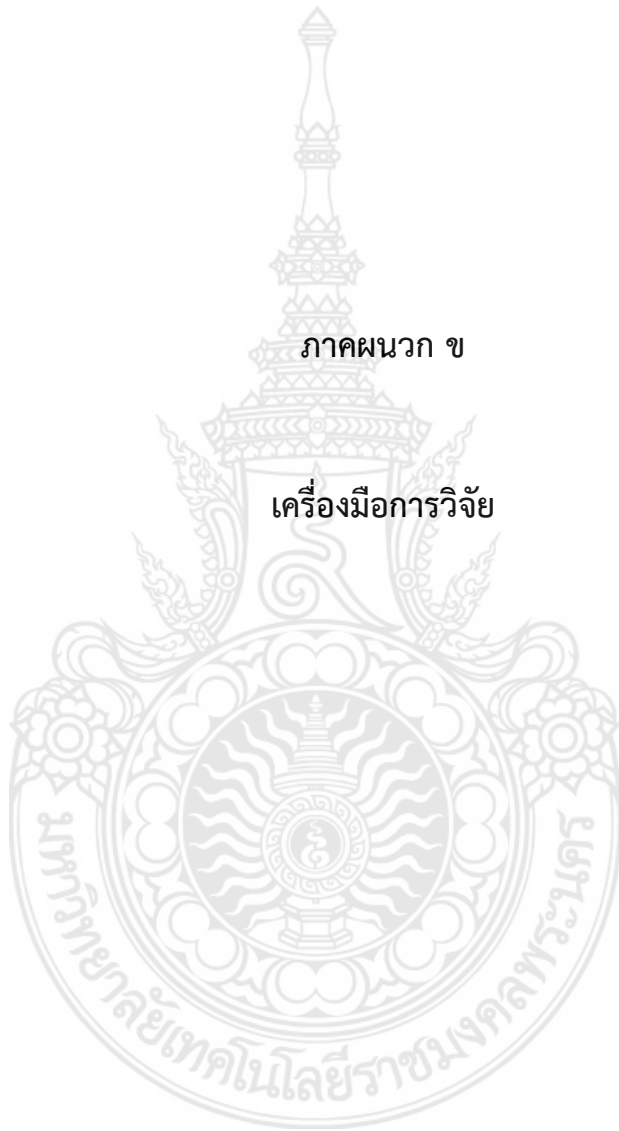 ภาคผนวก ข
เครื่องมือการวิจัย
มหาวิทยาลัยเทคโนโลยีราชมงคลพระนคร